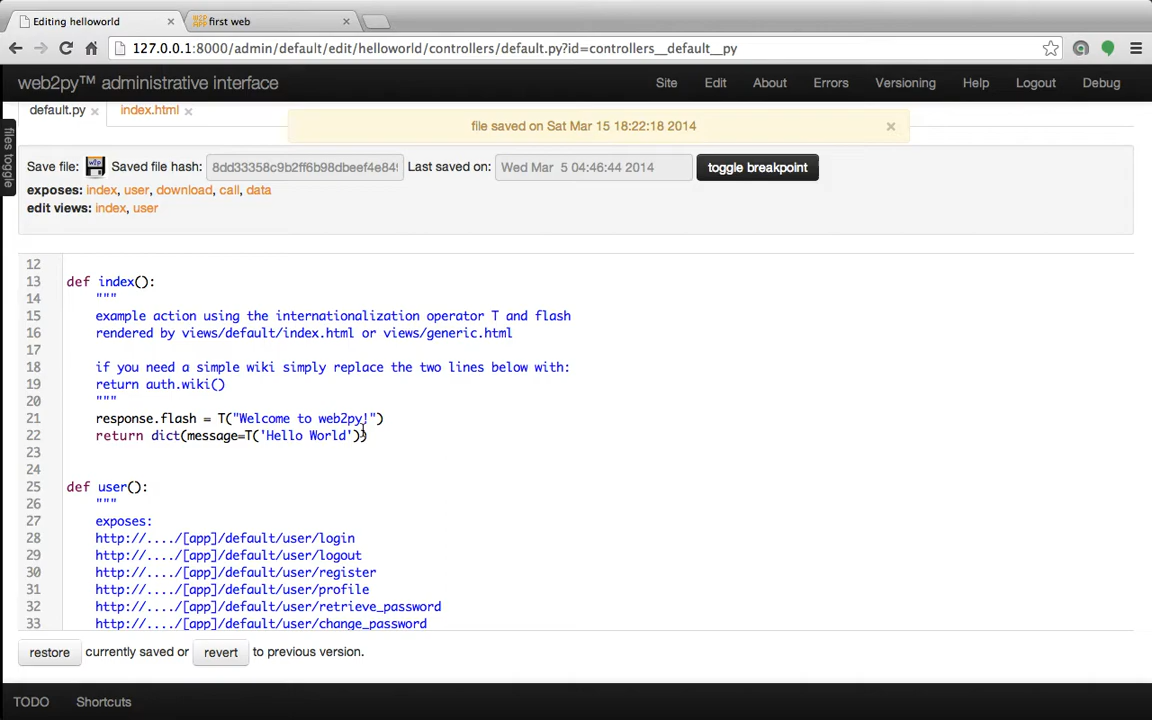 Editing helloworld
first web
127.0.0.1:8000/admin/default/edit/helloworld/controllers/default.py?id=controllers__default__py
web2py™ administrative interface
Site Edit About Errors Versioning Help Logout Debug
default.py index.html
file saved on Sat Mar 15 18:22:18 2014
files toggle
Save file: Saved file hash: 8dd33358c9b2ff6b98dbeef4e84 Last saved on: Wed Mar 5 04:46:44 2014 toggle breakpoint
exposes: index, user, download, call, data
edit views: index, user
12
13 def index():
14 """
15 example action using the internationalization operator T and flash
16 rendered by views/default/index.html or views/generic.html
17
18 if you need a simple wiki simply replace the two lines below with:
19 return auth.wiki()
20 """
21 response.flash = T("Welcome to web2py!")
22 return dict(message=T('Hello World'))
23
24
25 def user():
26 """
27 exposes:
28 http://..../[app]/default/user/login
29 http://..../[app]/default/user/logout
30 http://..../[app]/default/user/register
31 http://..../[app]/default/user/profile
32 http://..../[app]/default/user/retrieve_password
33 http://..../[app]/default/user/change_password
restore currently saved or revert to previous version.
TODO Shortcuts